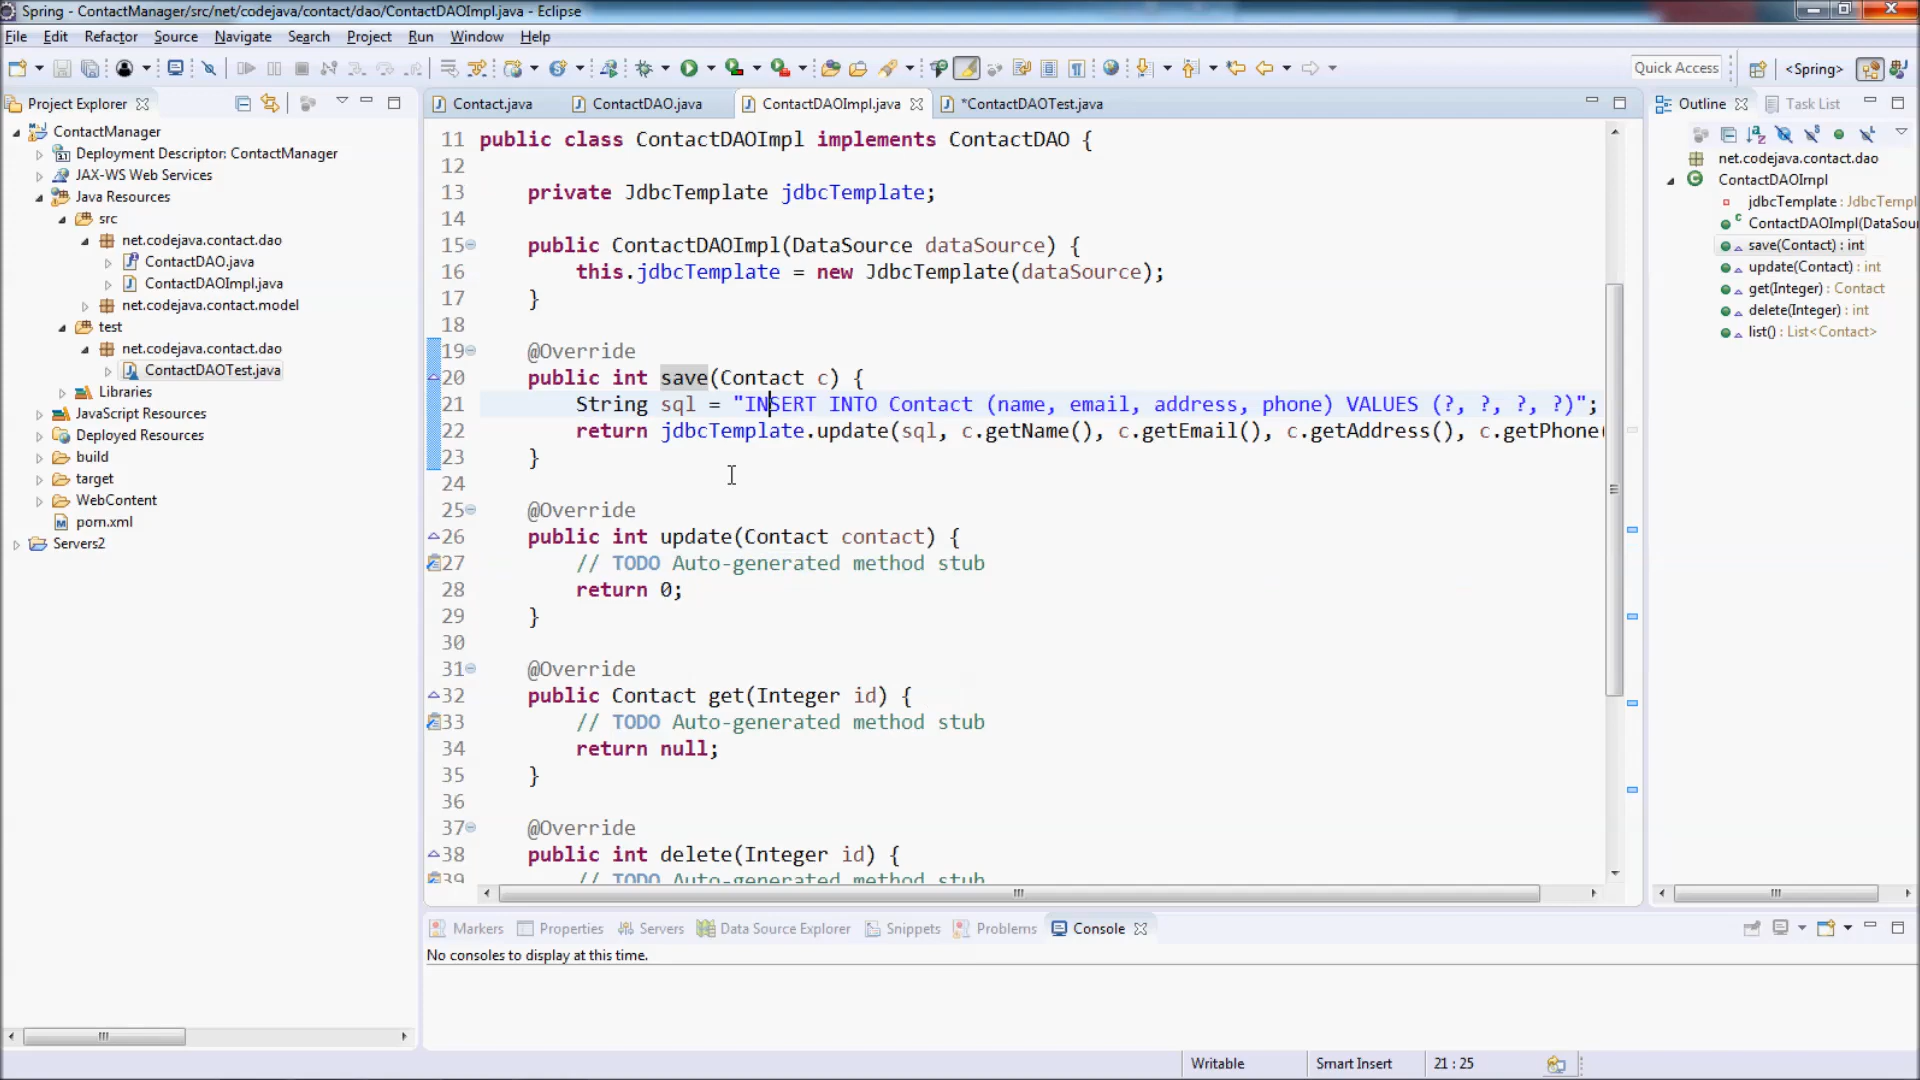 Spring - ContactManager/src/net/codejava/contact/dao/ContactDAOImpl.java - Eclipse
File Edit Refactor Source Navigate Search Project Run Window Help
Quick Access <Spring>
Project Explorer
ContactManager
Deployment Descriptor: ContactManager
JAX-WS Web Services
Java Resources
src
net.codejava.contact.dao
ContactDAO.java
ContactDAOImpl.java
net.codejava.contact.model
test
net.codejava.contact.dao
ContactDAOTest.java
Libraries
JavaScript Resources
Deployed Resources
build
target
WebContent
pom.xml
Servers2
Contact.java ContactDAO.java ContactDAOImpl.java *ContactDAOTest.java
11 public class ContactDAOImpl implements ContactDAO {
12
13 private JdbcTemplate jdbcTemplate;
14
15 public ContactDAOImpl(DataSource dataSource) {
16 this.jdbcTemplate = new JdbcTemplate(dataSource);
17 }
18
19 @Override
20 public int save(Contact c) {
21 String sql = "INSERT INTO Contact (name, email, address, phone) VALUES (?, ?, ?, ?)";
22 return jdbcTemplate.update(sql, c.getName(), c.getEmail(), c.getAddress(), c.getPhone(
23 }
24
25 @Override
26 public int update(Contact contact) {
27 // TODO Auto-generated method stub
28 return 0;
29 }
30
31 @Override
32 public Contact get(Integer id) {
33 // TODO Auto-generated method stub
34 return null;
35 }
36
37 @Override
38 public int delete(Integer id) {
39 // TODO Auto-generated method stub
Outline Task List
net.codejava.contact.dao
ContactDAOImpl
jdbcTemplate : JdbcTempl
ContactDAOImpl(DataSou
save(Contact) : int
update(Contact) : int
get(Integer) : Contact
delete(Integer) : int
list() : List<Contact>
Markers Properties Servers Data Source Explorer Snippets Problems Console
No consoles to display at this time.
Writable Smart Insert 21 : 25